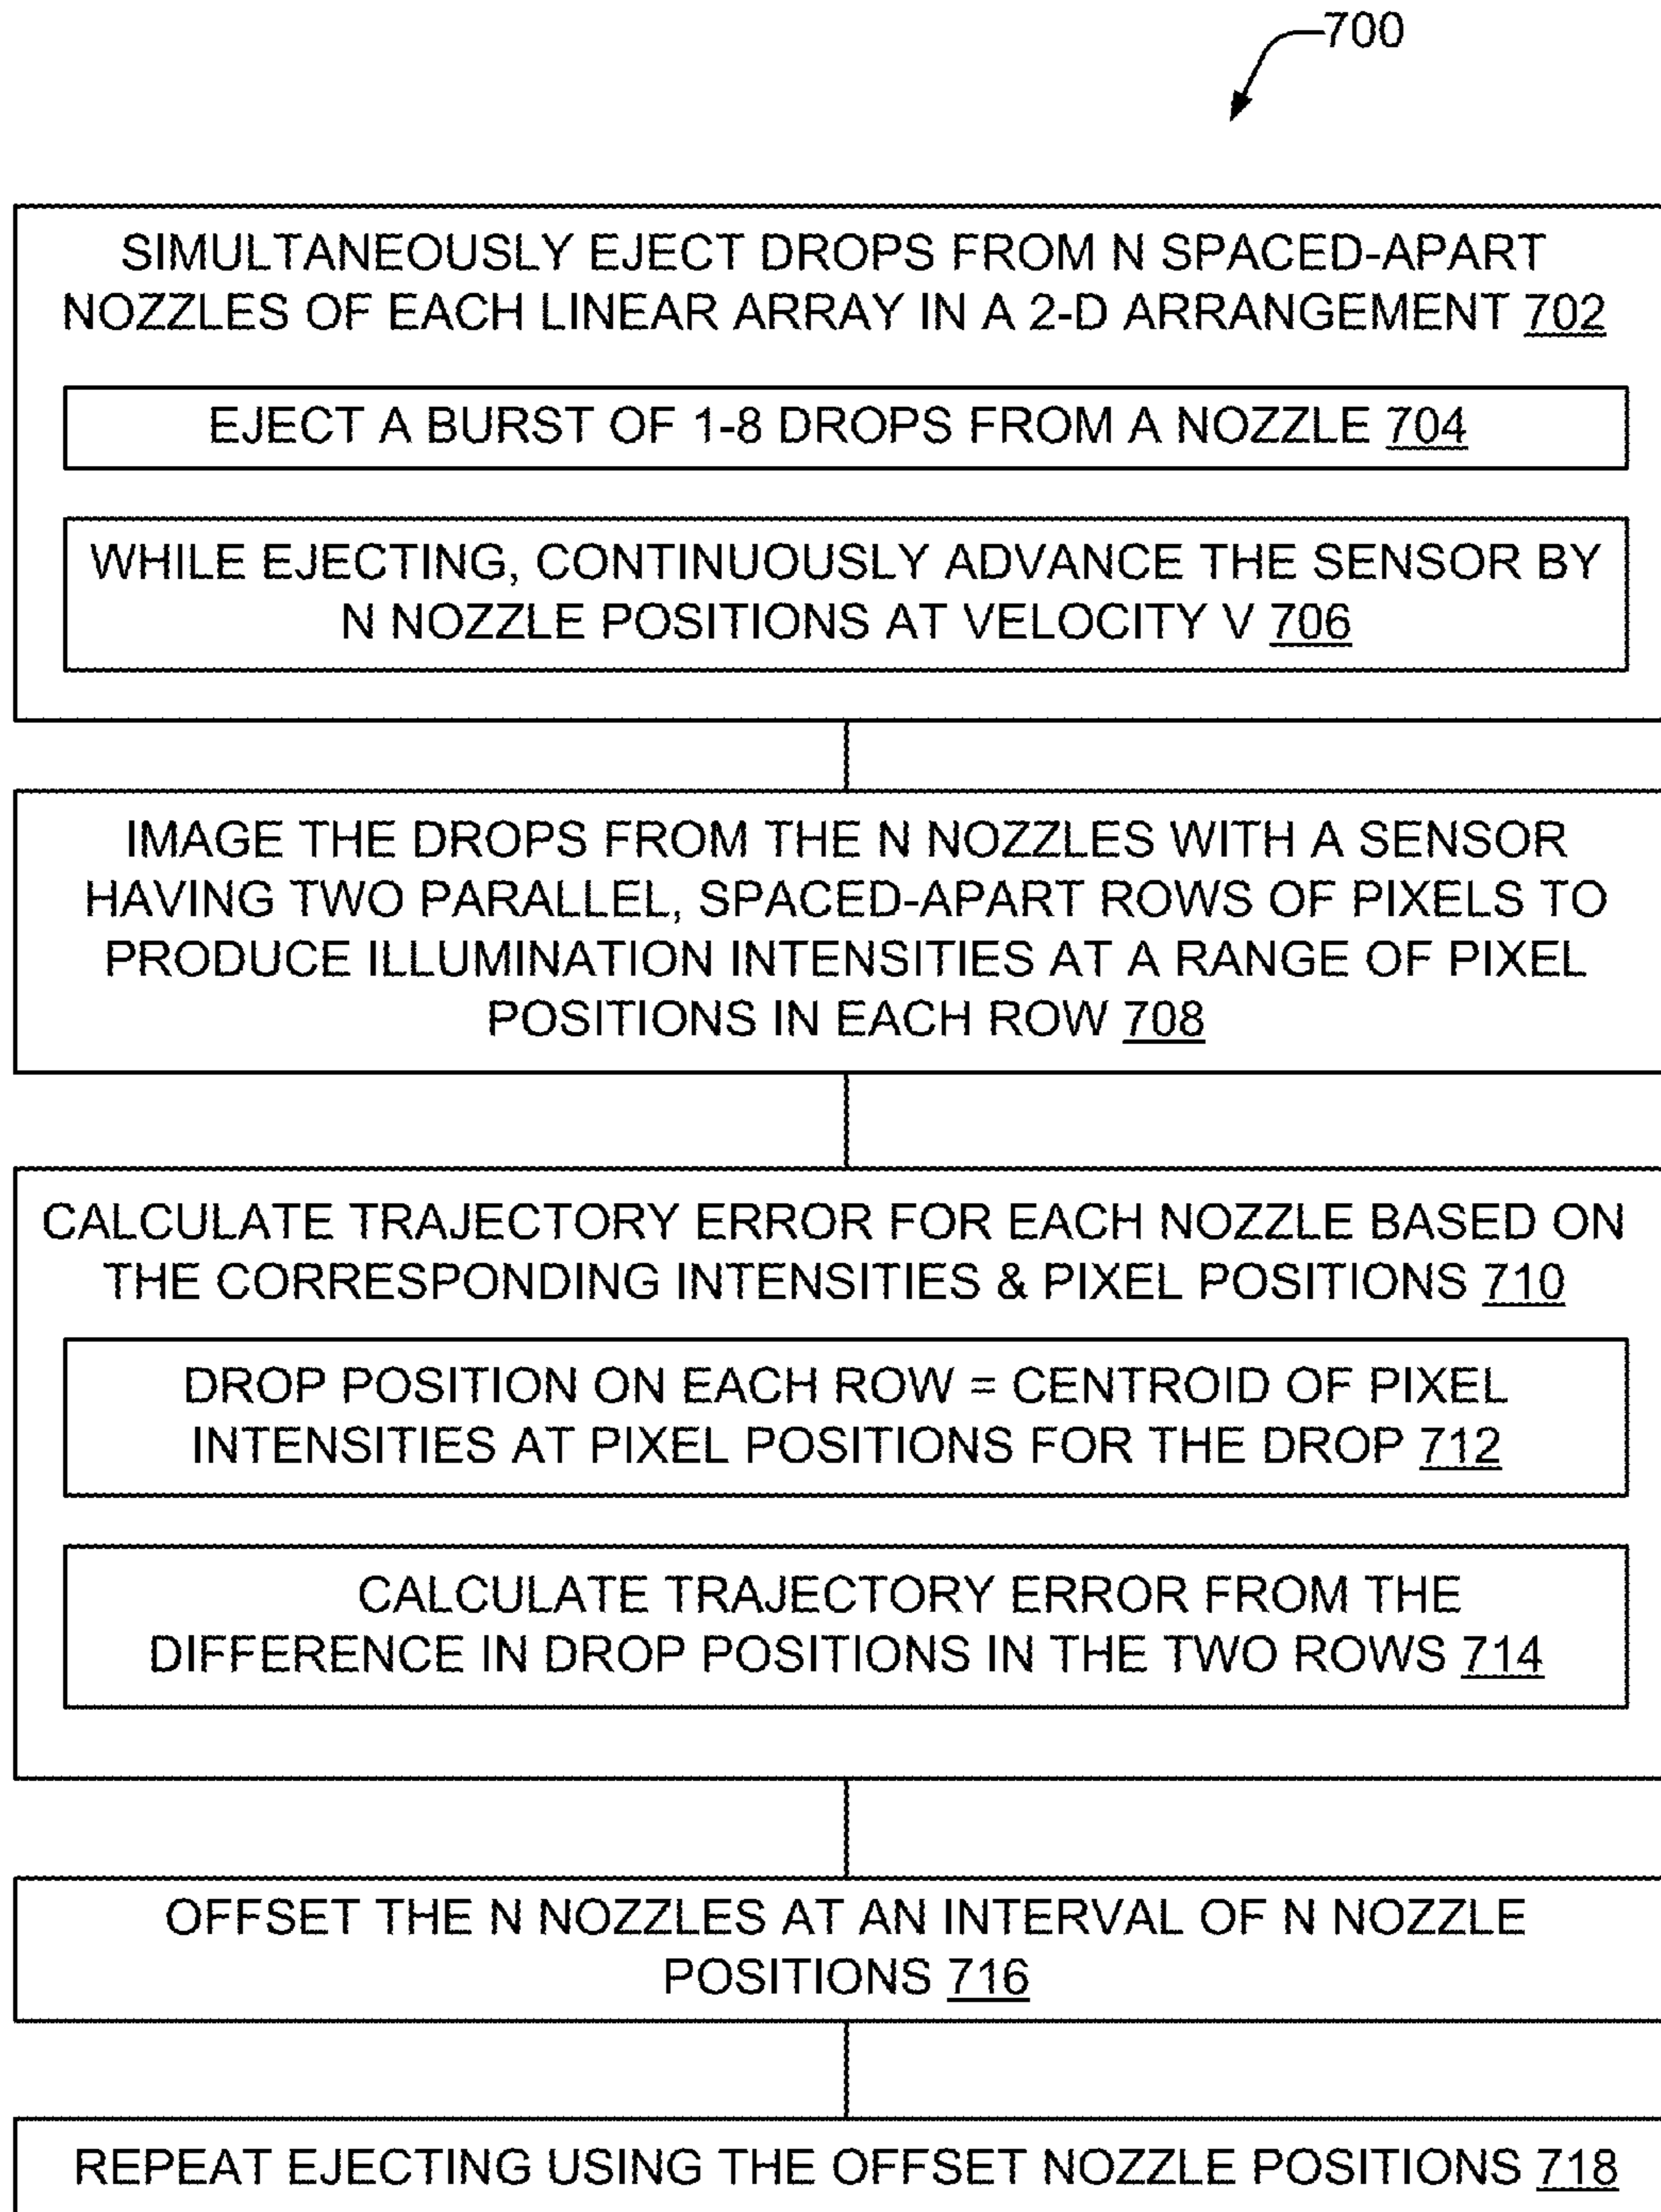 700
SIMULTANEOUSLY EJECT DROPS FROM N SPACED-APART
NOZZLES OF EACH LINEAR ARRAY IN A 2-D ARRANGEMENT 702
EJECT A BURST OF 1-8 DROPS FROM A NOZZLE 704
WHILE EJECTING, CONTINUOUSLY ADVANCE THE SENSOR BY
N NOZZLE POSITIONS AT VELOCITY V 706
IMAGE THE DROPS FROM THE N NOZZLES WITH A SENSOR
HAVING TWO PARALLEL, SPACED-APART ROWS OF PIXELS TO
PRODUCE ILLUMINATION INTENSITIES AT A RANGE OF PIXEL
POSITIONS IN EACH ROW 708
CALCULATE TRAJECTORY ERROR FOR EACH NOZZLE BASED ON
THE CORRESPONDING INTENSITIES & PIXEL POSITIONS 710
DROP POSITION ON EACH ROW = CENTROID OF PIXEL
INTENSITIES AT PIXEL POSITIONS FOR THE DROP 712
CALCULATE TRAJECTORY ERROR FROM THE
DIFFERENCE IN DROP POSITIONS IN THE TWO ROWS 714
OFFSET THE N NOZZLES AT AN INTERVAL OF N NOZZLE
POSITIONS 716
REPEAT EJECTING USING THE OFFSET NOZZLE POSITIONS 718